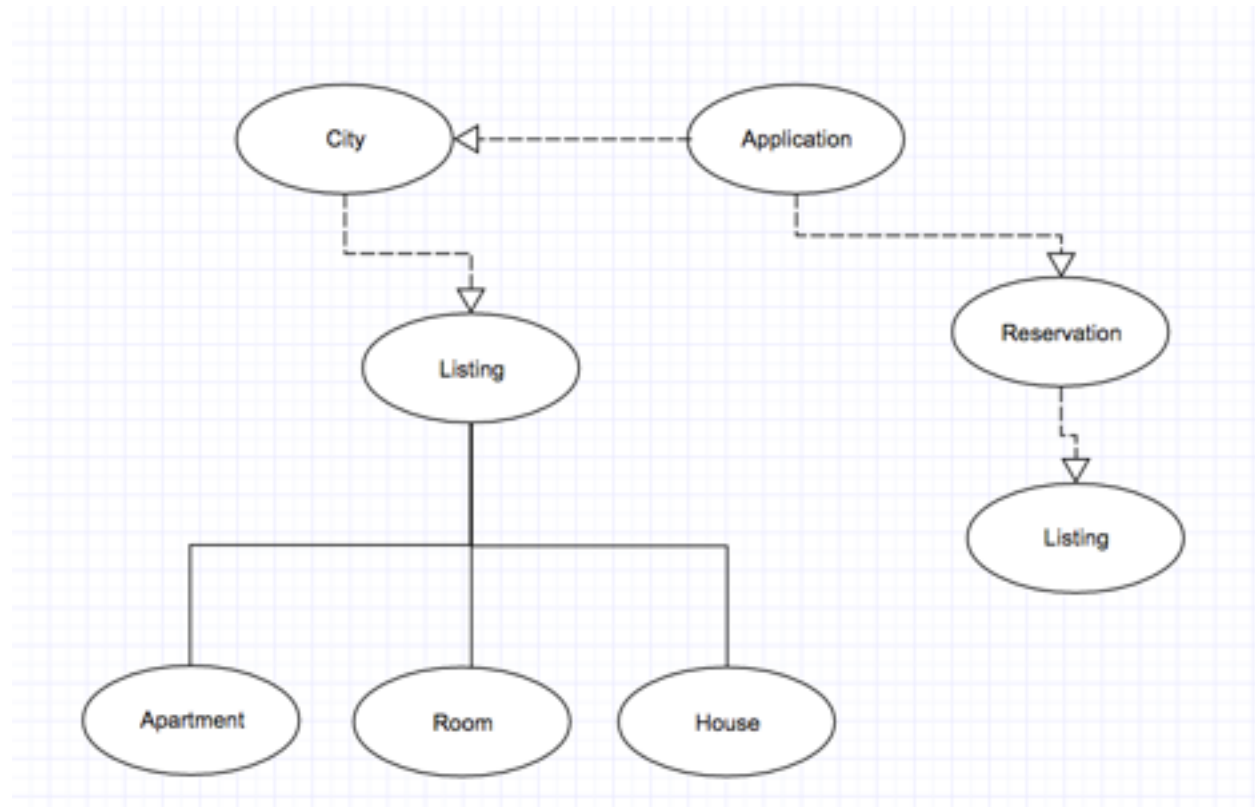 City
Application
Reservation
Listing
Listing
Apartment
Room
House